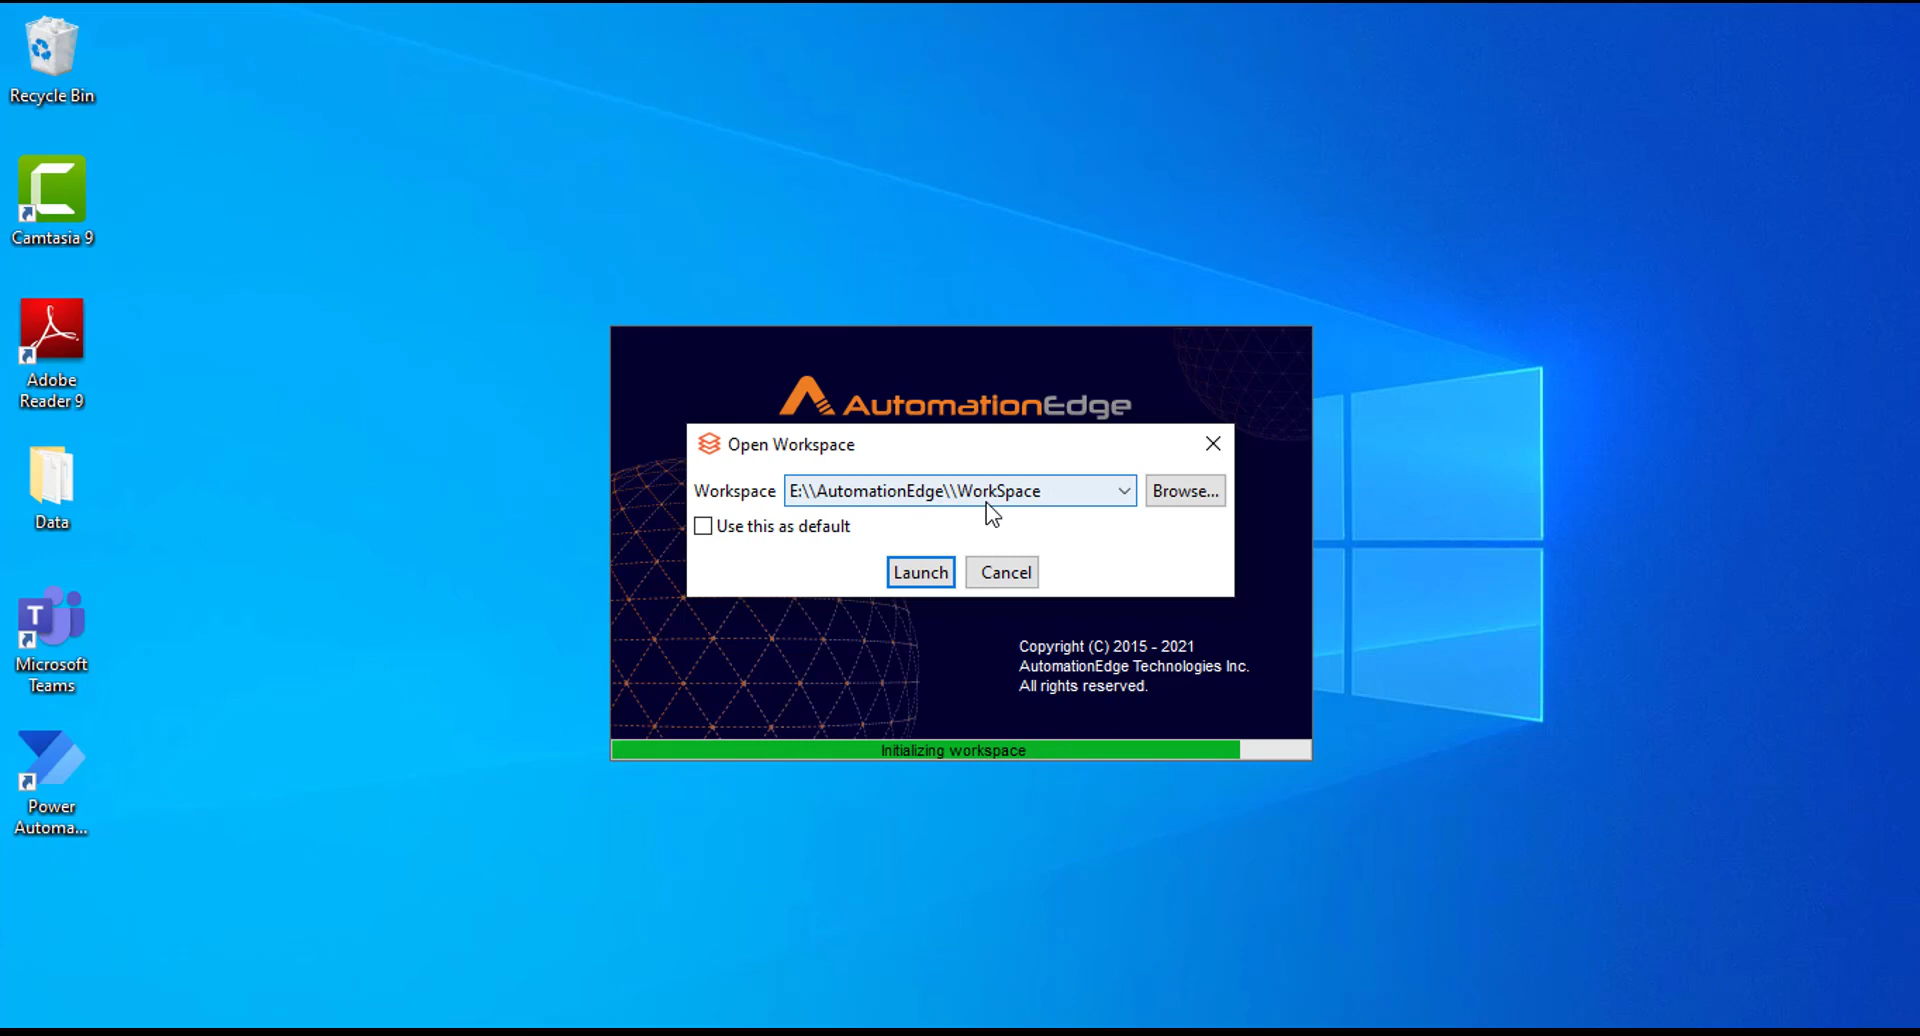 Recycle Bin
Camtasia 9
Adobe
Reader 9
Data
Microsoft
Teams
Power
Automa...
AutomationEdge
Open Workspace
Workspace E:\\AutomationEdge\\WorkSpace Browse...
Use this as default
Launch Cancel
Copyright (C) 2015 - 2021
AutomationEdge Technologies Inc.
All rights reserved.
Initializing workspace